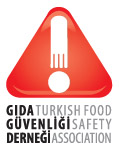 GIDA TURKISH FOOD
GÜVENLİĞİ SAFETY
DERNEĞİ ASSOCIATION